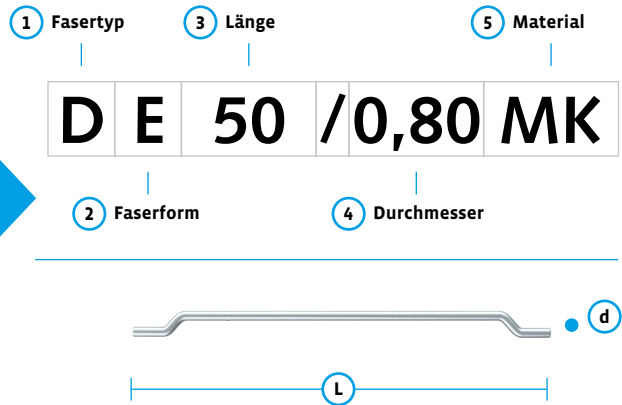 1 Fasertyp
3 Länge
5 Material
D E 50 /0,80 MK
2 Faserform
4 Durchmesser
d
L